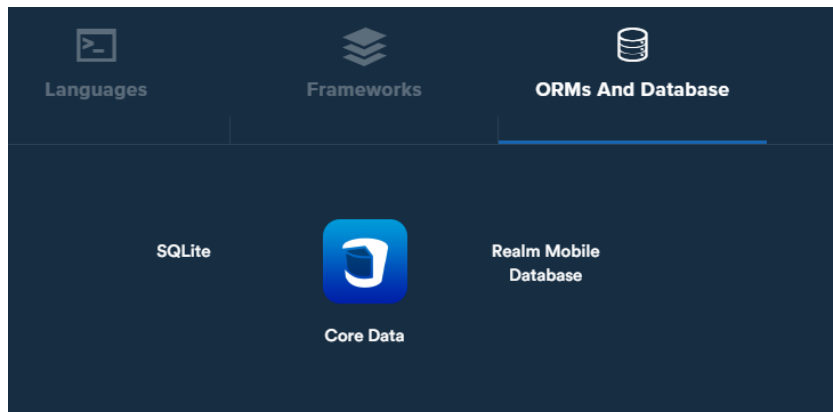 Languages
Frameworks
ORMs And Database
SQLite
Core Data
Realm Mobile
Database